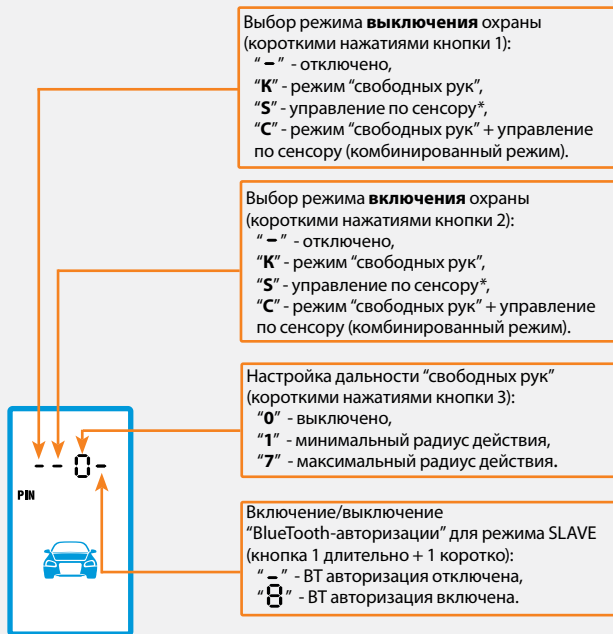 Выбор режима выключения охраны
(короткими нажатиями кнопки 1):
“ – ” - отключено,
“K” - режим “свободных рук”,
“S” - управление по сенсору*,
“C” - режим “свободных рук” + управление
по сенсору (комбинированный режим).
Выбор режима включения охраны
(короткими нажатиями кнопки 2):
“ – ” - отключено,
“K” - режим “свободных рук”,
“S” - управление по сенсору*,
“C” - режим “свободных рук” + управление
по сенсору (комбинированный режим).
Настройка дальности “свободных рук”
(короткими нажатиями кнопки 3):
“0” - выключено,
“1” - минимальный радиус действия,
“7” - максимальный радиус действия.
- - 0 -
PIN
Включение/выключение
“BlueTooth-авторизации” для режима SLAVE
(кнопка 1 длительно + 1 коротко):
“ – ” - BT авторизация отключена,
“8” - BT авторизация включена.